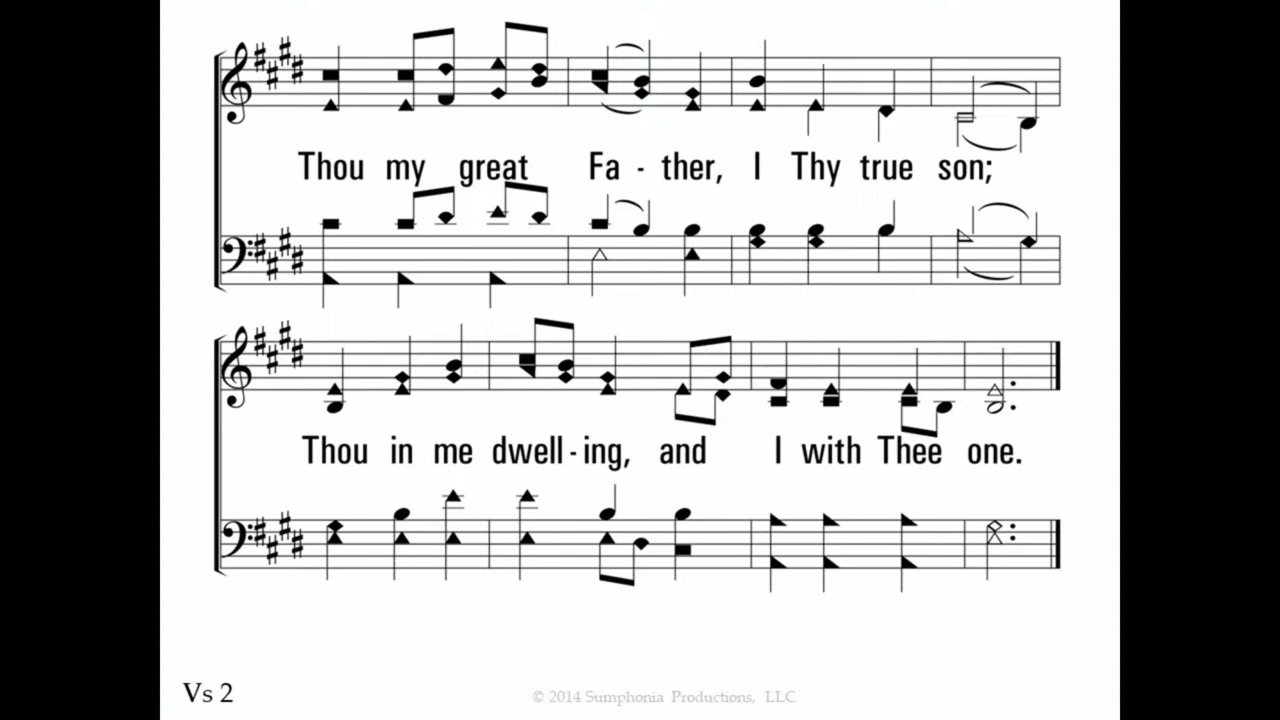 Thou my great Fa - ther, I Thy true son;
Thou in me dwell - ing, and I with Thee one.
Vs 2
© 2014 Sumphonia Productions, LLC